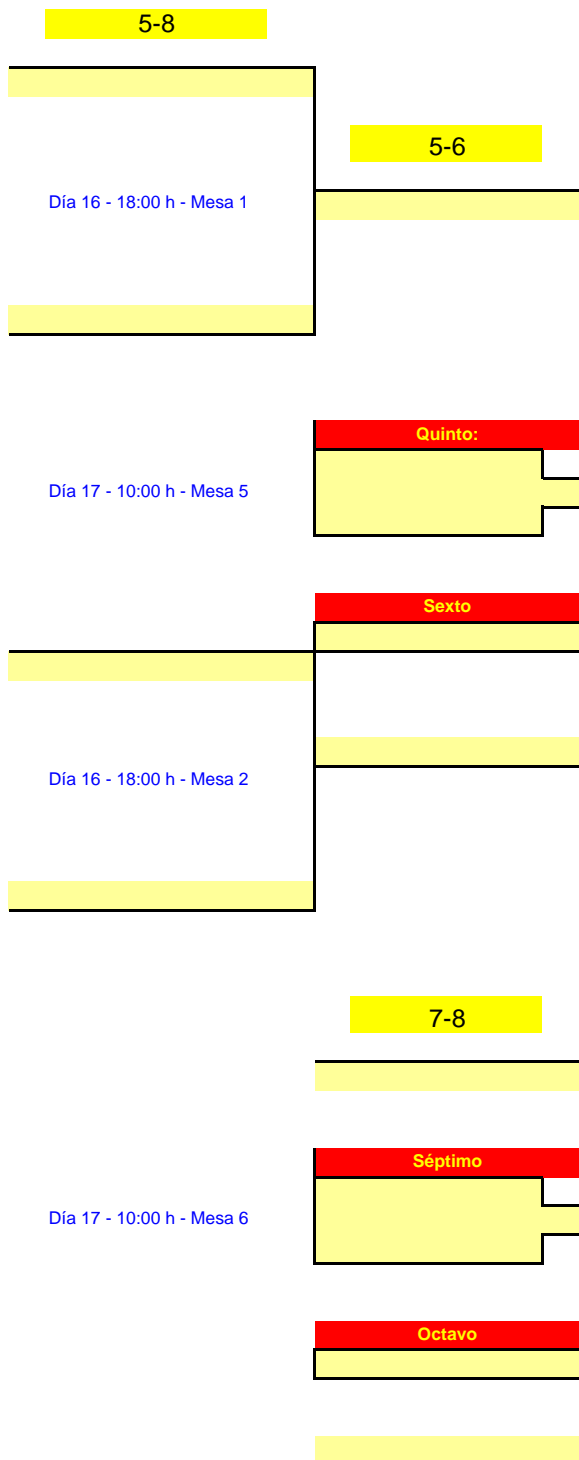 5-8
5-6
Día 16 - 18:00 h - Mesa 1
Quinto:
Día 17 - 10:00 h - Mesa 5
Sexto
Día 16 - 18:00 h - Mesa 2
7-8
Séptimo
Día 17 - 10:00 h - Mesa 6
Octavo